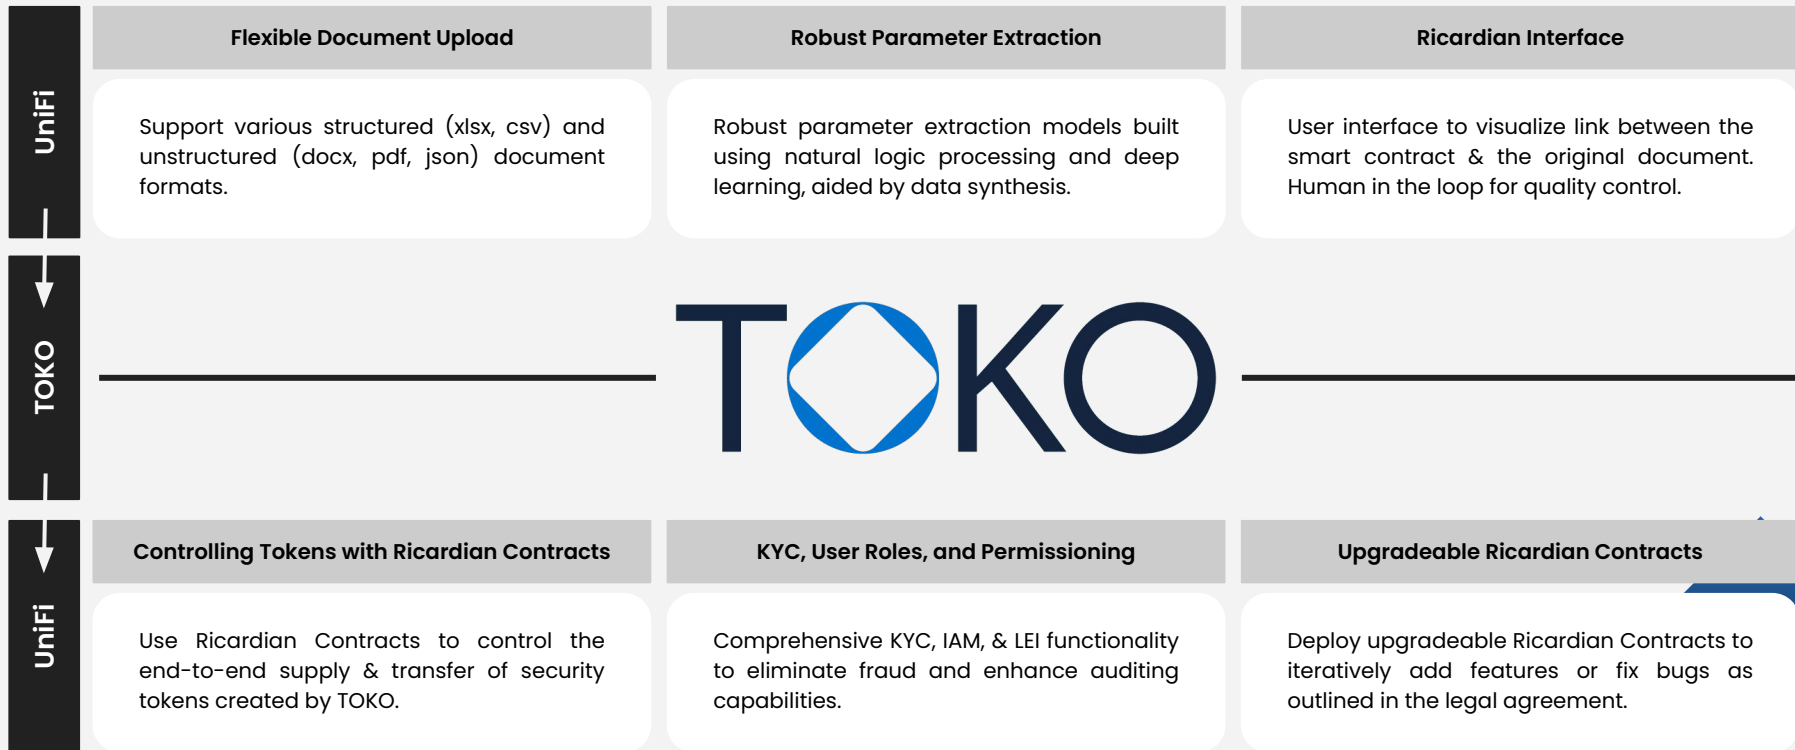 UniFi
Flexible Document Upload
Robust Parameter Extraction
Ricardian Interface
Support various structured (xlsx, csv) and
unstructured (docx, pdf, json) document
formats.
Robust parameter extraction models built
using natural logic processing and deep
learning, aided by data synthesis.
User interface to visualize link between the
smart contract & the original document.
Human in the loop for quality control.
TOKO
TOKO
UniFi
Controlling Tokens with Ricardian Contracts
KYC, User Roles, and Permissioning
Upgradeable Ricardian Contracts
Use Ricardian Contracts to control the
end-to-end supply & transfer of security
tokens created by TOKO.
Comprehensive KYC, IAM, & LEI functionality
to eliminate fraud and enhance auditing
capabilities.
Deploy upgradeable Ricardian Contracts to
iteratively add features or fix bugs as
outlined in the legal agreement.